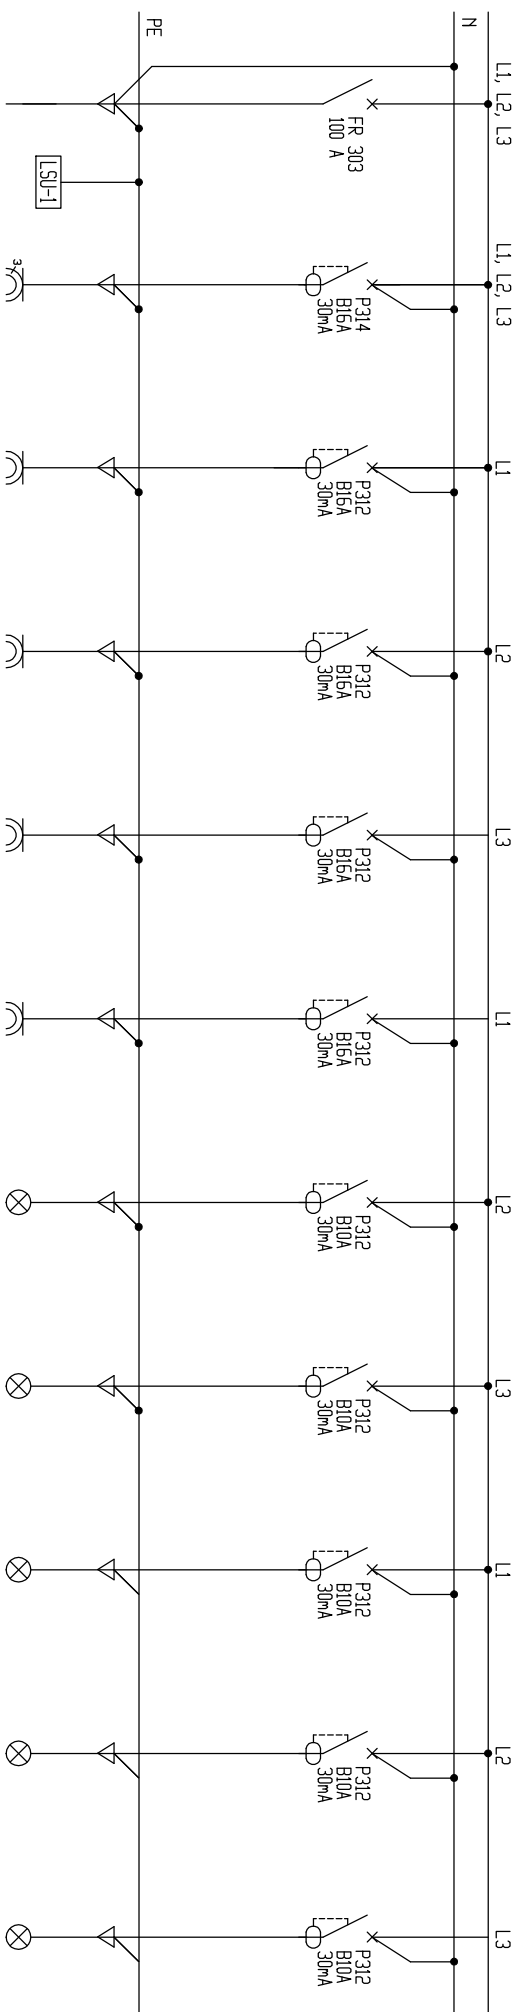 PE
N
L1, L2, L3
FR 303
100 A
LSU-1
L1, L2, L3
P314
B16A
30mA
3
L1
P312
B16A
30mA
L2
P312
B16A
30mA
L3
P312
B16A
30mA
L1
P312
B16A
30mA
L2
P312
B10A
30mA
L3
P312
B10A
30mA
L1
P312
B10A
30mA
L2
P312
B10A
30mA
L3
P312
B10A
30mA